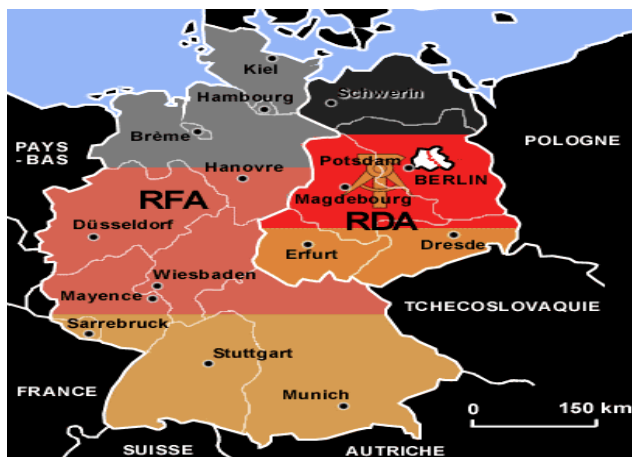 Kiel
Hambourg
Schwerin
Brème
PAYS
-BAS
POLOGNE
Hanovre
Potsdam
BERLIN
RFA
Magdebourg
Düsseldorf
RDA
Erfurt
Dresde
Wiesbaden
Mayence
TCHECOSLOVAQUIE
Sarrebruck
Stuttgart
FRANCE
Munich
0 150 km
SUISSE
AUTRICHE